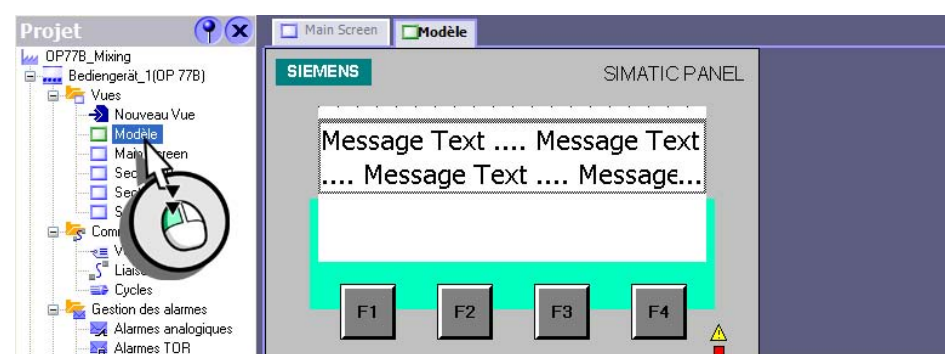 Projet
OP77B_Mixing
Bediengerät_1(OP 77B)
Vues
Nouveau Vue
Modèle
Main Screen
Com
Cycles
Gestion des alarmes
Alarmes analogiques
Alarmes TOR
Main Screen
Modèle
SIEMENS
SIMATIC PANEL
Message Text .... Message Text
.... Message Text .... Message...
F1
F2
F3
F4